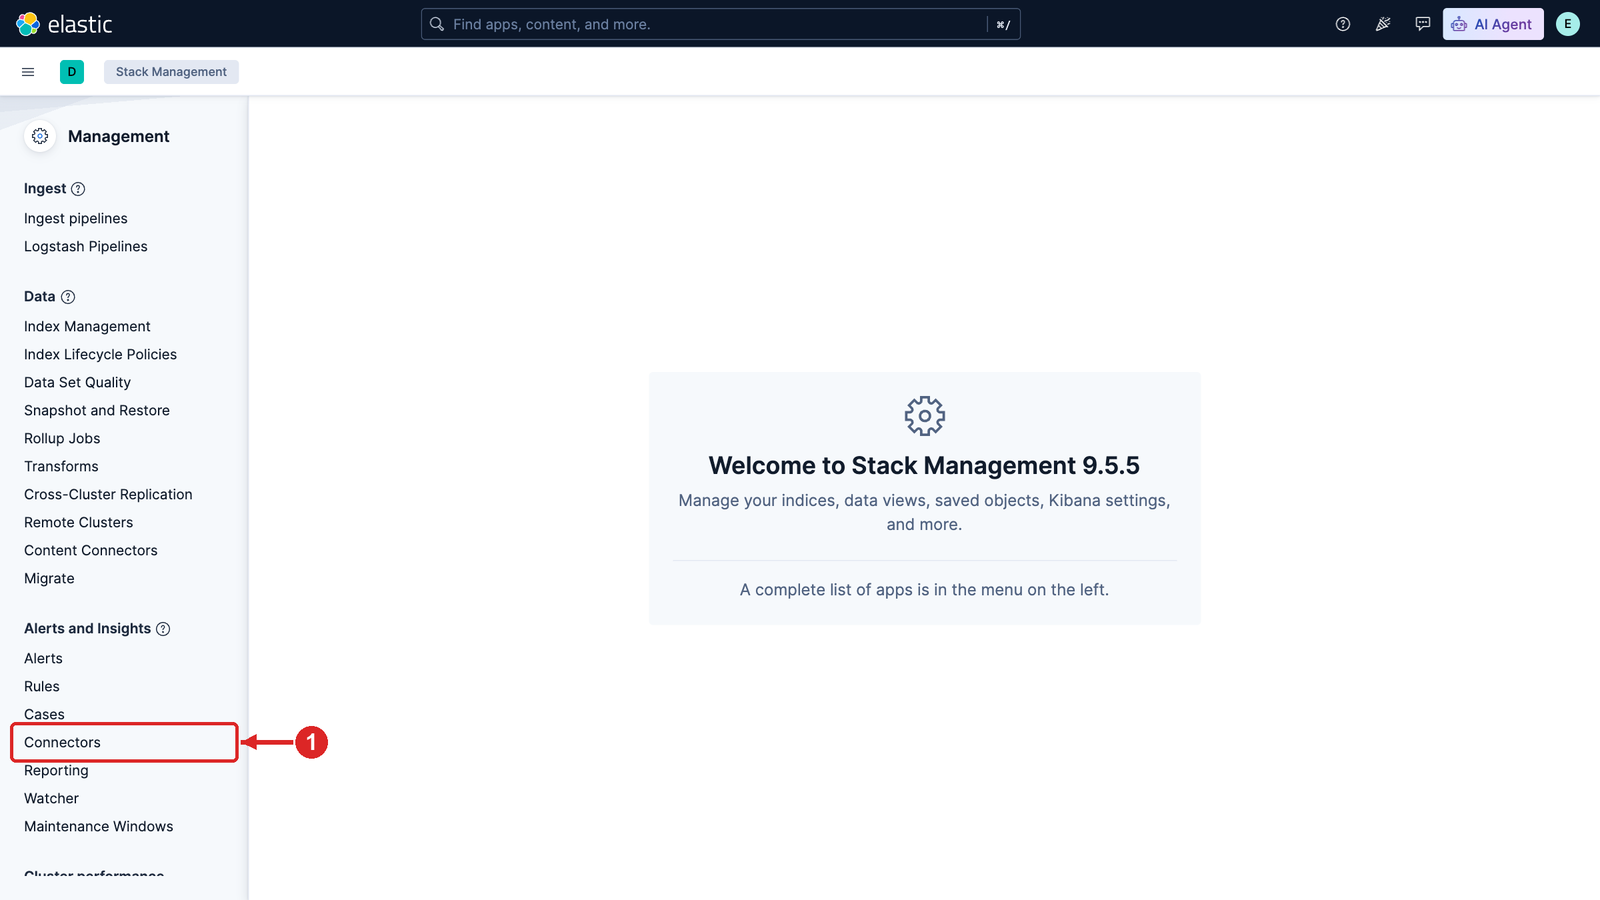 elastic
Find apps, content, and more.
⌘/
AI Agent
E
D
Stack Management
Management
Ingest
Ingest pipelines
Logstash Pipelines
Data
Index Management
Index Lifecycle Policies
Data Set Quality
Snapshot and Restore
Rollup Jobs
Transforms
Cross-Cluster Replication
Remote Clusters
Content Connectors
Migrate
Alerts and Insights
Alerts
Rules
Cases
Connectors
1
Reporting
Watcher
Maintenance Windows
Cluster performance
Welcome to Stack Management 9.5.5
Manage your indices, data views, saved objects, Kibana settings,
and more.
A complete list of apps is in the menu on the left.